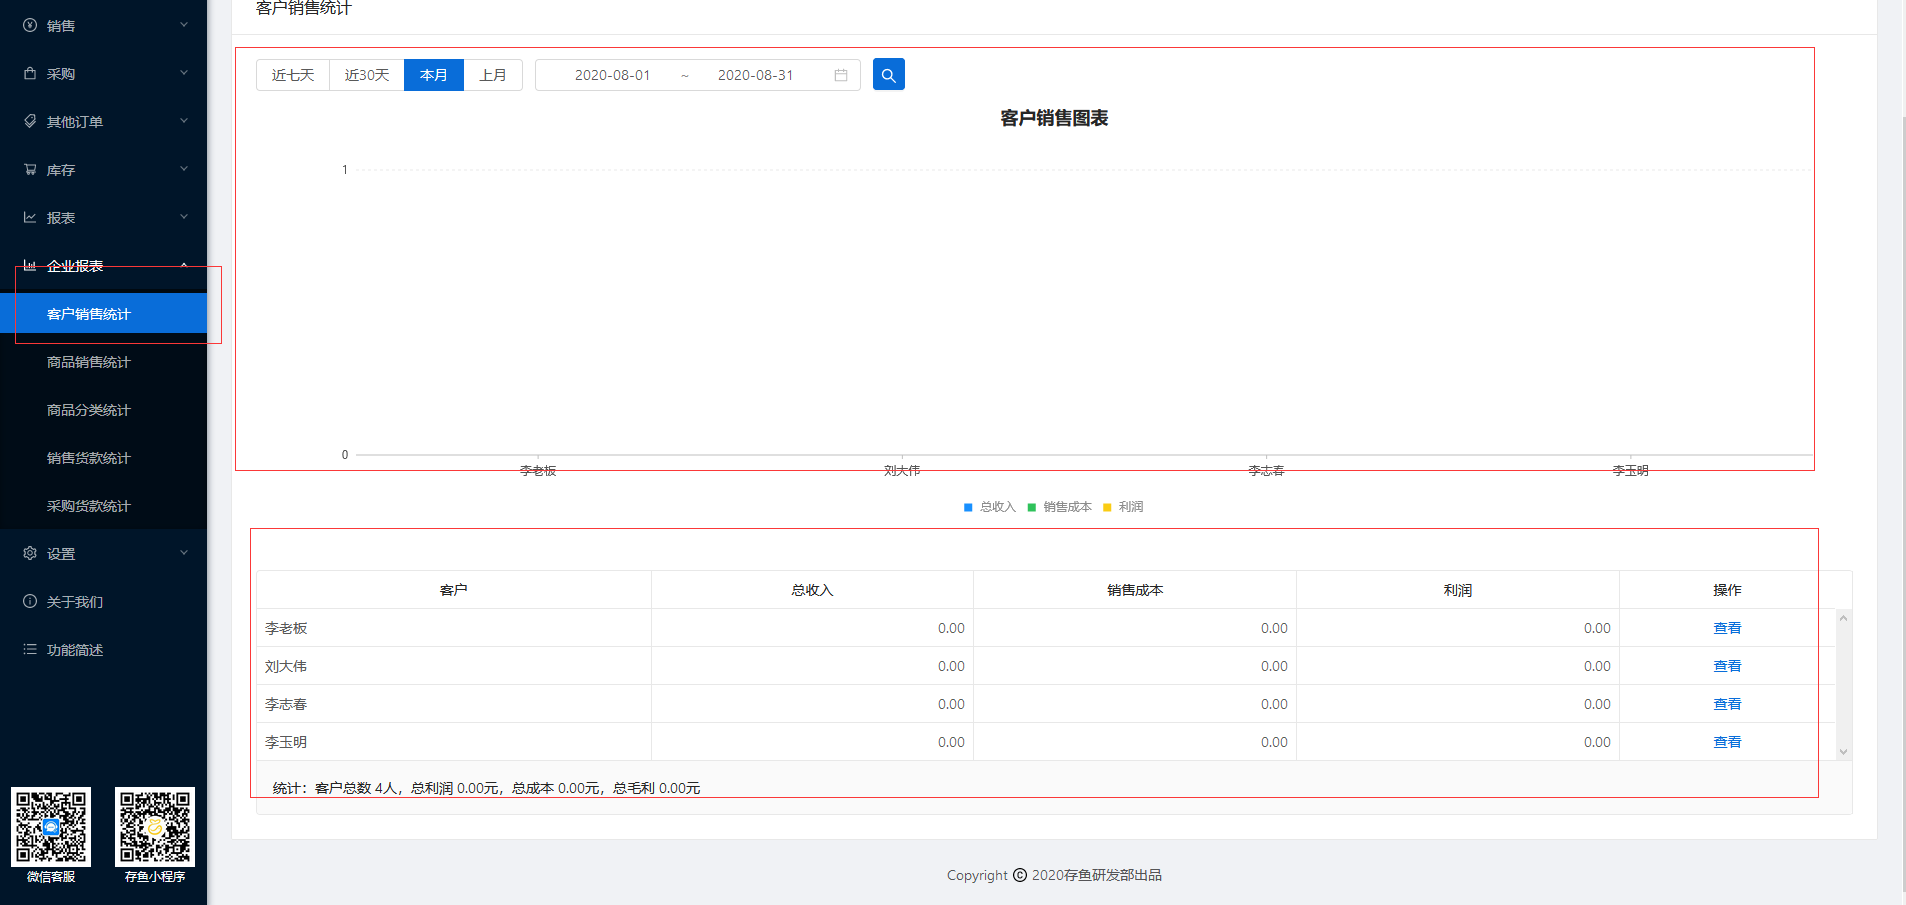 销售
采购
其他订单
库存
报表
企业报表
客户销售统计
商品销售统计
商品分类统计
销售货款统计
采购货款统计
设置
关于我们
功能简述
微信客服
存鱼小程序
客户销售统计
近七天 近30天 本月 上月 2020-08-01 ~ 2020-08-31
客户销售图表
1
0
李老板 刘大伟 李志春 李玉明
总收入 销售成本 利润
客户 总收入 销售成本 利润 操作
李老板 0.00 0.00 0.00 查看
刘大伟 0.00 0.00 0.00 查看
李志春 0.00 0.00 0.00 查看
李玉明 0.00 0.00 0.00 查看
统计：客户总数 4人，总利润 0.00元，总成本 0.00元，总毛利 0.00元
Copyright © 2020存鱼研发部出品